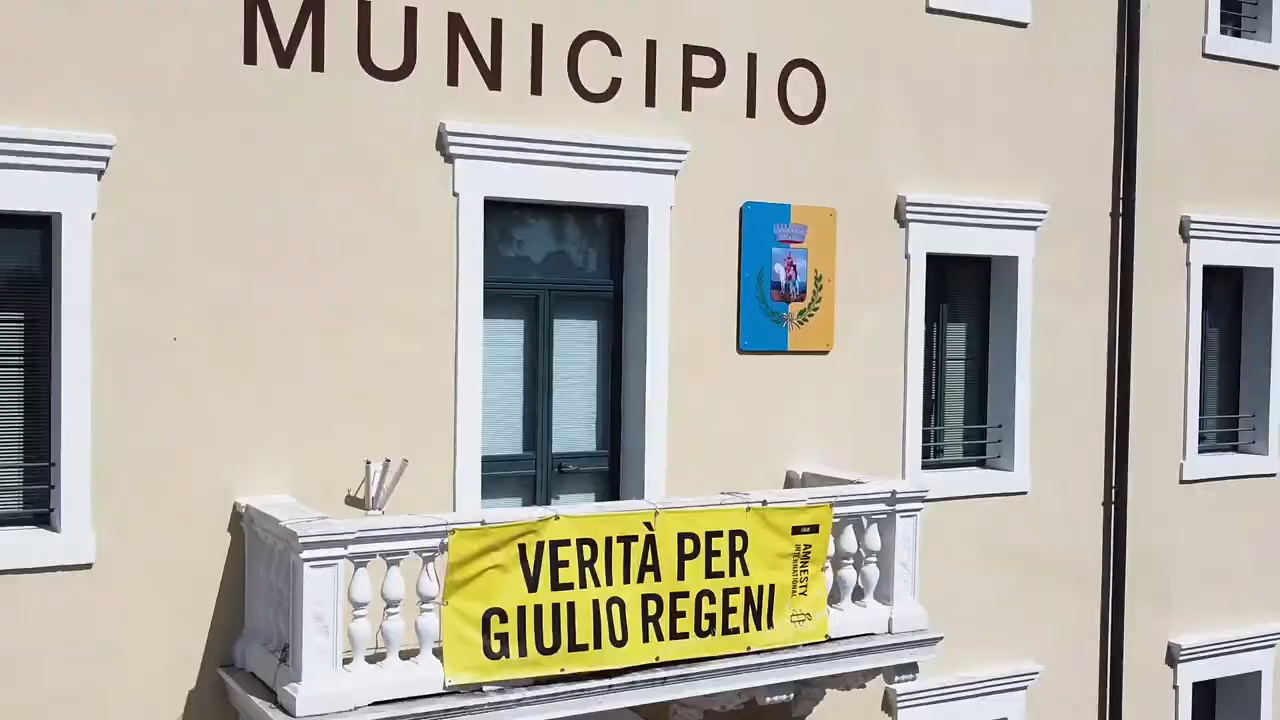 MUNICIPIO
VERITÀ PER
GIULIO REGENI
AMNESTY
INTERNATIONAL